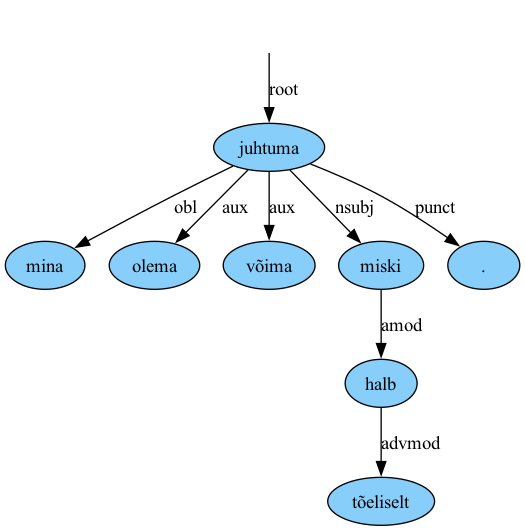 root
juhtuma
obl aux aux nsubj punct
mina olema võima miski .
amod
halb
advmod
tõeliselt